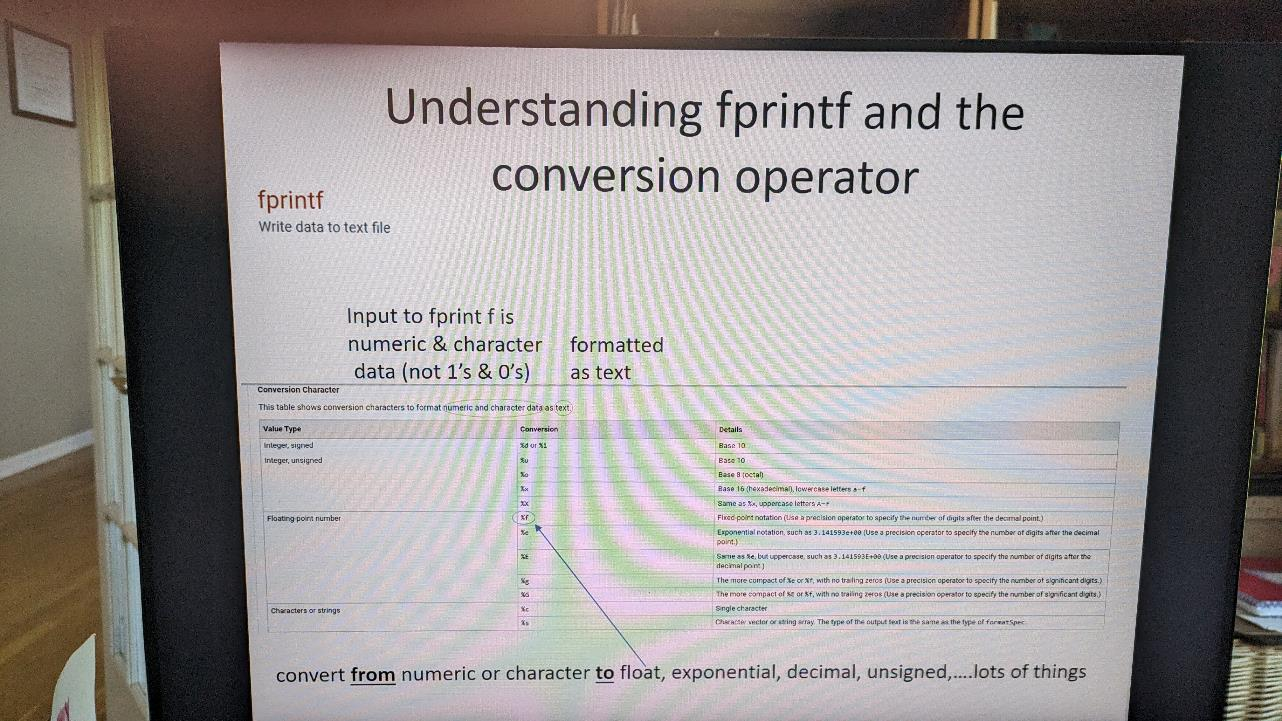 Understanding fprintf and the
conversion operator
fprintf
Write data to text file
Input to fprint f is
numeric & character formatted
data (not 1's & 0's) as text
Conversion Character
This table shows conversion characters to format numeric and character data as text.
Value Type Conversion Details
Integer, signed %d or %i Base 10
Integer, unsigned %u Base 10
%o Base 8 (octal)
%x Base 16 (hexadecimal), lowercase letters a-f
%X Same as %x, uppercase letters A-F
Floating-point number %f Fixed-point notation (Use a precision operator to specify the number of digits after the decimal point.)
%e Exponential notation, such as 3.141593e+00 (Use a precision operator to specify the number of digits after the decimal
point.)
%E Same as %e, but uppercase, such as 3.141593E+00 (Use a precision operator to specify the number of digits after the
decimal point.)
%g The more compact of %e or %f, with no trailing zeros (Use a precision operator to specify the number of significant digits.)
%G The more compact of %E or %f, with no trailing zeros (Use a precision operator to specify the number of significant digits.)
Characters or strings %c Single character
%s Character vector or string array. The type of the output text is the same as the type of formatSpec.
convert from numeric or character to float, exponential, decimal, unsigned,....lots of things